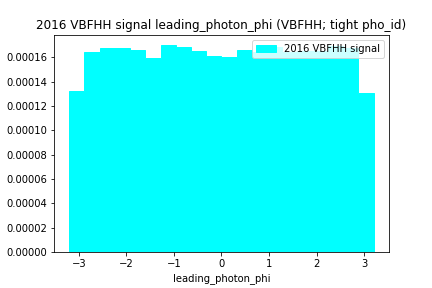 2016 VBFHH signal leading_photon_phi (VBFHH; tight pho_id)
2016 VBFHH signal
0.00016
0.00014
0.00012
0.00010
0.00008
0.00006
0.00004
0.00002
0.00000
−3 −2 −1 0 1 2 3
leading_photon_phi